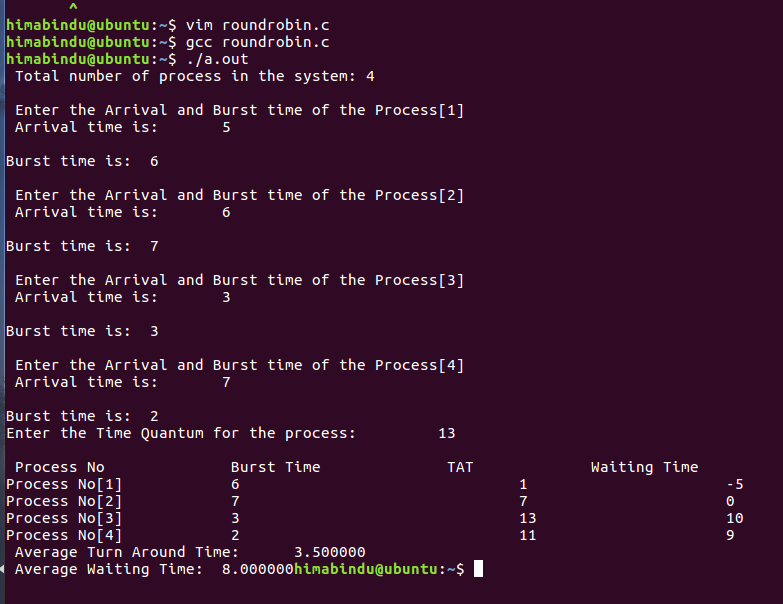 ^
himabindu@ubuntu:~$ vim roundrobin.c
himabindu@ubuntu:~$ gcc roundrobin.c
himabindu@ubuntu:~$ ./a.out
Total number of process in the system: 4
Enter the Arrival and Burst time of the Process[1]
Arrival time is: 5
Burst time is: 6
Enter the Arrival and Burst time of the Process[2]
Arrival time is: 6
Burst time is: 7
Enter the Arrival and Burst time of the Process[3]
Arrival time is: 3
Burst time is: 3
Enter the Arrival and Burst time of the Process[4]
Arrival time is: 7
Burst time is: 2
Enter the Time Quantum for the process: 13
Process No Burst Time TAT Waiting Time
Process No[1] 6 1 -5
Process No[2] 7 7 0
Process No[3] 3 13 10
Process No[4] 2 11 9
Average Turn Around Time: 3.500000
Average Waiting Time: 8.000000himabindu@ubuntu:~$